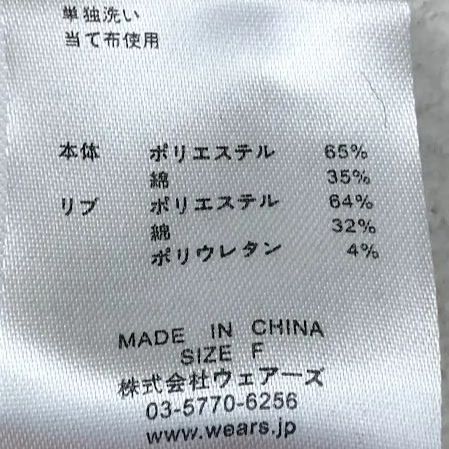 単独洗い
当て布使用
本体 ポリエステル 65%
綿 35%
リブ ポリエステル 64%
綿 32%
ポリウレタン 4%
MADE IN CHINA
SIZE F
株式会社ウェアーズ
03-5770-6256
www.wears.jp